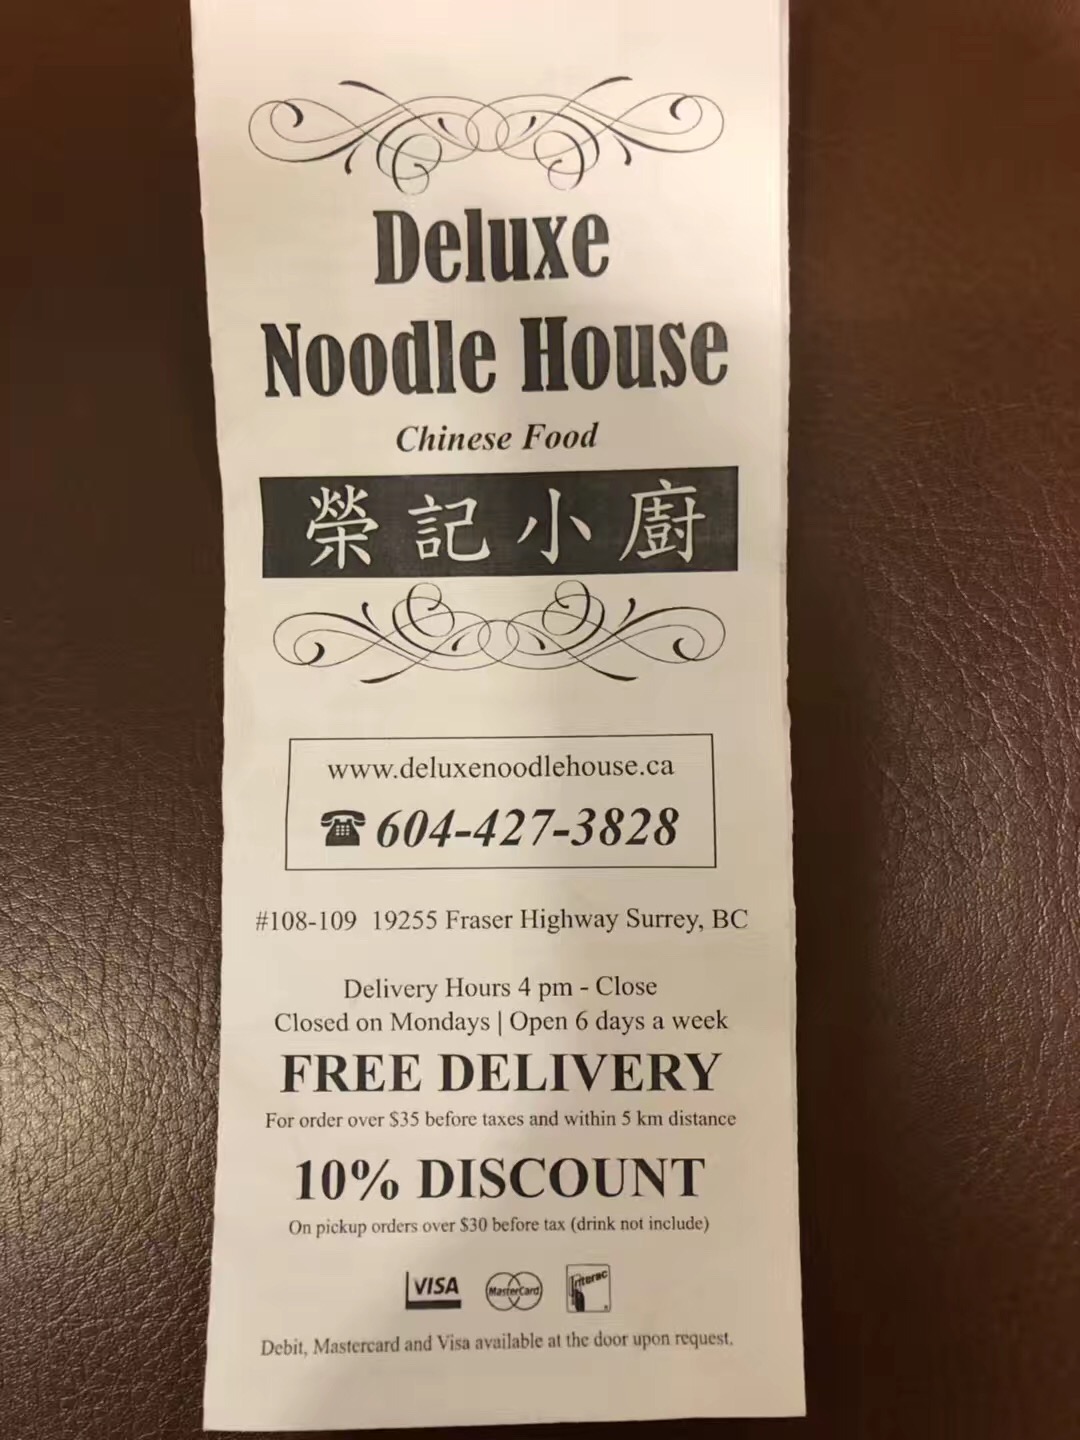 Deluxe
Noodle House
Chinese Food
榮記小廚
www.deluxenoodlehouse.ca
☎ 604-427-3828
#108-109 19255 Fraser Highway Surrey, BC
Delivery Hours 4 pm - Close
Closed on Mondays | Open 6 days a week
FREE DELIVERY
For order over $35 before taxes and within 5 km distance
10% DISCOUNT
On pickup orders over $30 before tax (drink not include)
VISA MasterCard Interac
Debit, Mastercard and Visa available at the door upon request.